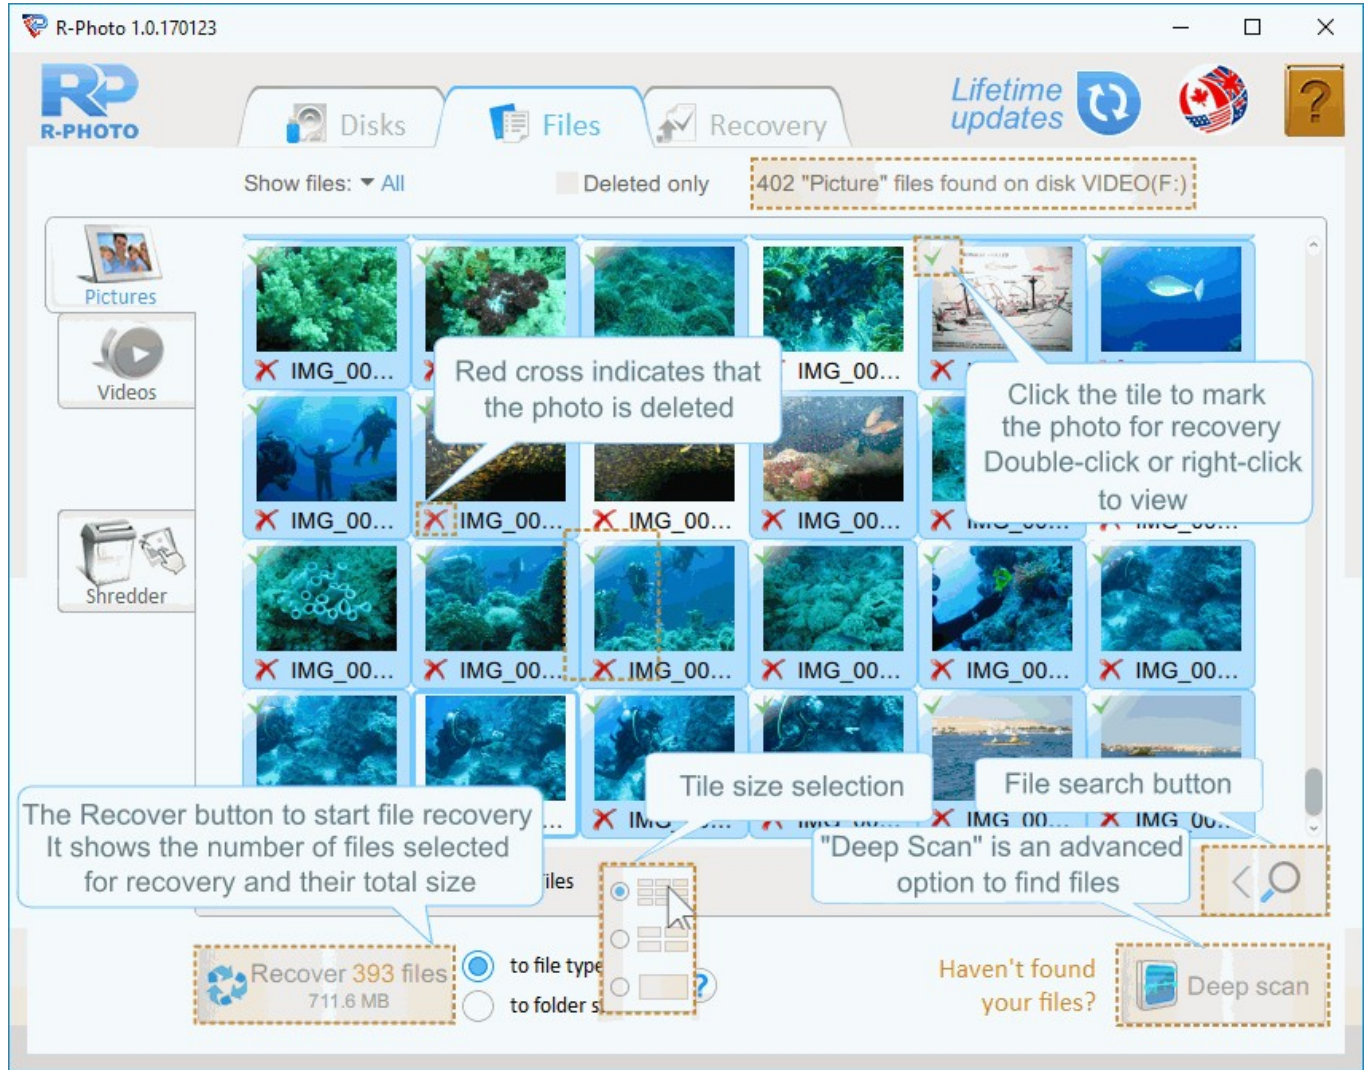 R-Photo 1.0.170123
R-PHOTO
Disks
Files
Recovery
Lifetime
updates
?
Show files: All
Deleted only
402 "Picture" files found on disk VIDEO(F:)
Pictures
Videos
Shredder
IMG_00...
IMG_00...
Red cross indicates that
the photo is deleted
Click the tile to mark
the photo for recovery
Double-click or right-click
to view
IMG_00... IMG_00... IMG_00... IMG_00... IMG_00... IMG_00...
IMG_00... IMG_00... IMG_00... IMG_00... IMG_00... IMG_00...
Tile size selection
File search button
The Recover button to start file recovery
It shows the number of files selected
for recovery and their total size
"Deep Scan" is an advanced
option to find files
Recover 393 files
711.6 MB
to file type
to folder
?
Haven't found
your files?
Deep scan